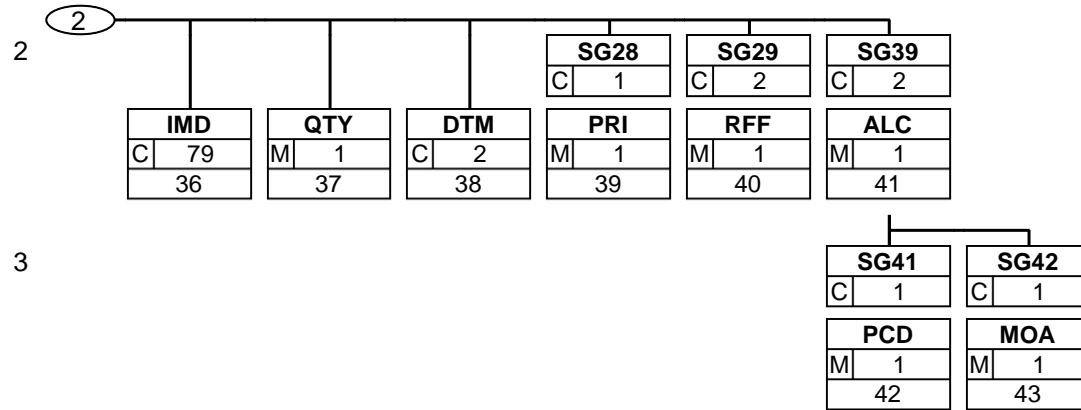 2
2
SG28 SG29 SG39
C 1 C 2 C 2
IMD QTY DTM PRI RFF ALC
C 79 M 1 C 2 M 1 M 1 M 1
36 37 38 39 40 41
3
SG41 SG42
C 1 C 1
PCD MOA
M 1 M 1
42 43